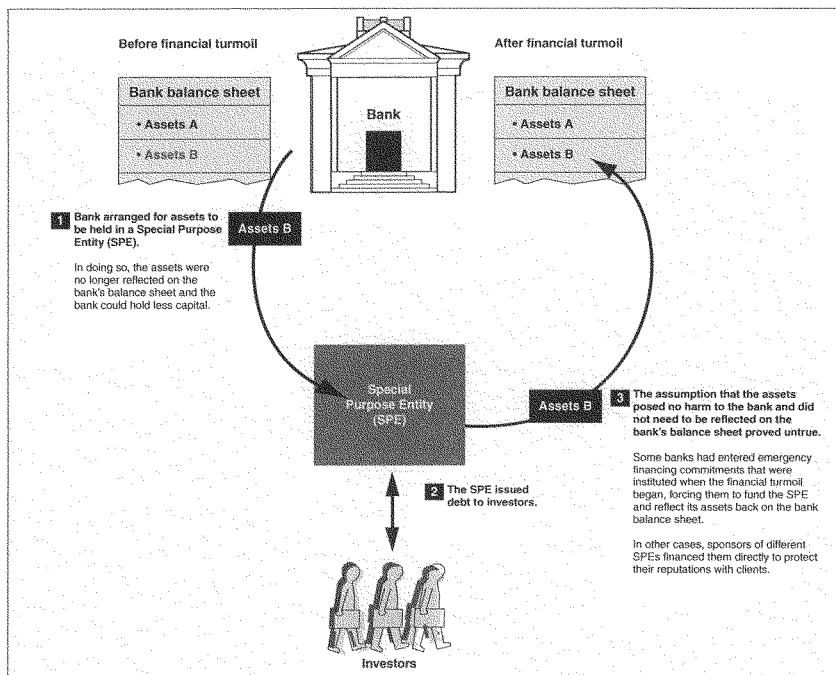 Before financial turmoil
After financial turmoil
Bank balance sheet
• Assets A
• Assets B
Bank
Bank balance sheet
• Assets A
• Assets B
1 Bank arranged for assets to
be held in a Special Purpose
Entity (SPE).
In doing so, the assets were
no longer reflected on the
bank's balance sheet and the
bank could hold less capital.
Assets B
Special
Purpose Entity
(SPE)
Assets B
2 The SPE issued
debt to investors.
3 The assumption that the assets
posed no harm to the bank and did
not need to be reflected on the
bank's balance sheet proved untrue.
Some banks had entered emergency
financing commitments that were
instituted when the financial turmoil
began, forcing them to fund the SPE
and reflect its assets back on the bank
balance sheet.
In other cases, sponsors of different
SPEs financed them directly to protect
their reputations with clients.
Investors